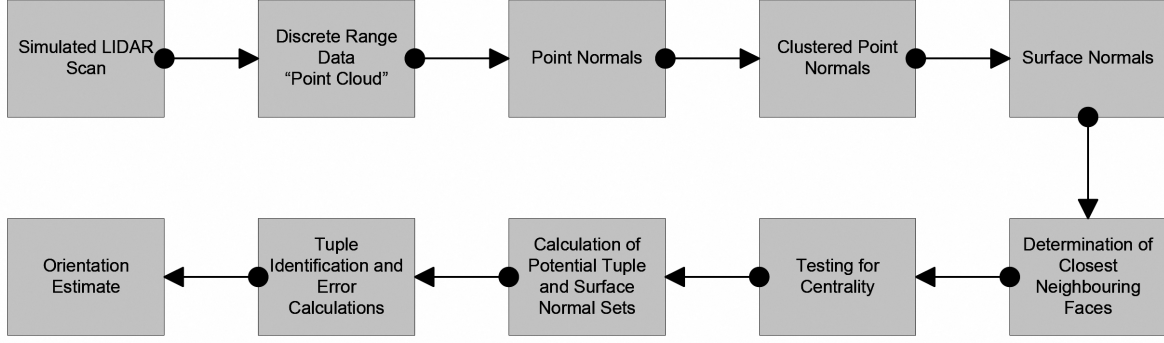 Simulated LIDAR
Scan
Discrete Range
Data
“Point Cloud”
Point Normals
Clustered Point
Normals
Surface Normals
Determination of
Closest
Neighbouring
Faces
Testing for
Centrality
Calculation of
Potential Tuple
and Surface
Normal Sets
Tuple
Identification and
Error
Calculations
Orientation
Estimate